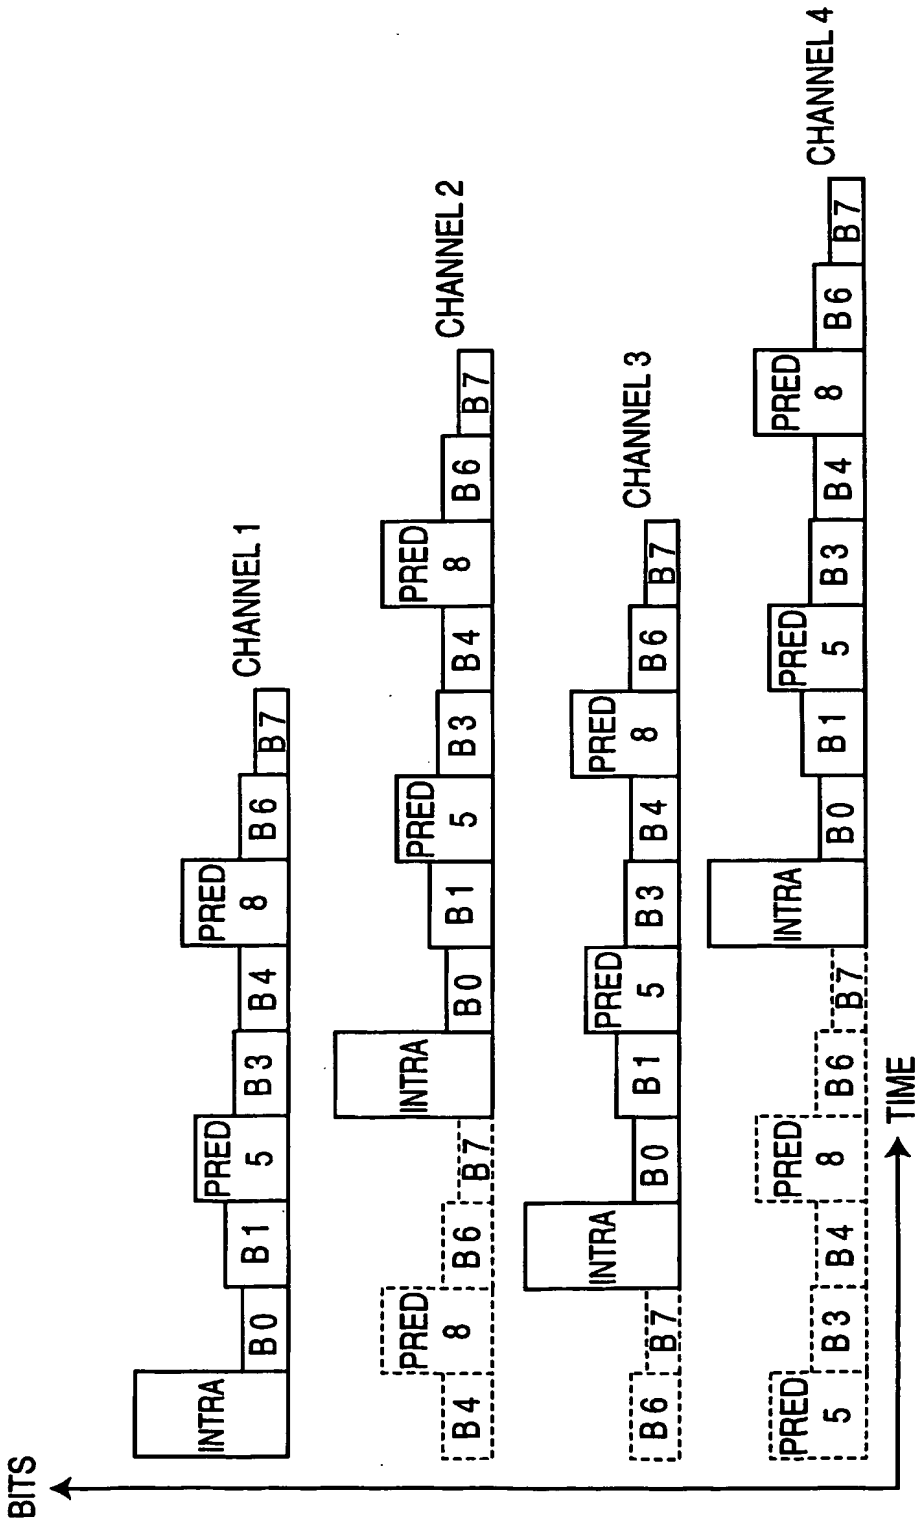 BITS
INTRA
B0
B1
PRED
5
B3
B4
PRED
8
B6
B7
CHANNEL 1
B4
PRED
8
B6
B7
INTRA
B0
B1
PRED
5
B3
B4
PRED
8
B6
B7
CHANNEL 2
B6
B7
INTRA
B0
B1
PRED
5
B3
B4
PRED
8
B6
B7
CHANNEL 3
PRED
5
B3
B4
PRED
8
B6
B7
INTRA
B0
B1
PRED
5
B3
B4
PRED
8
B6
B7
CHANNEL 4
TIME